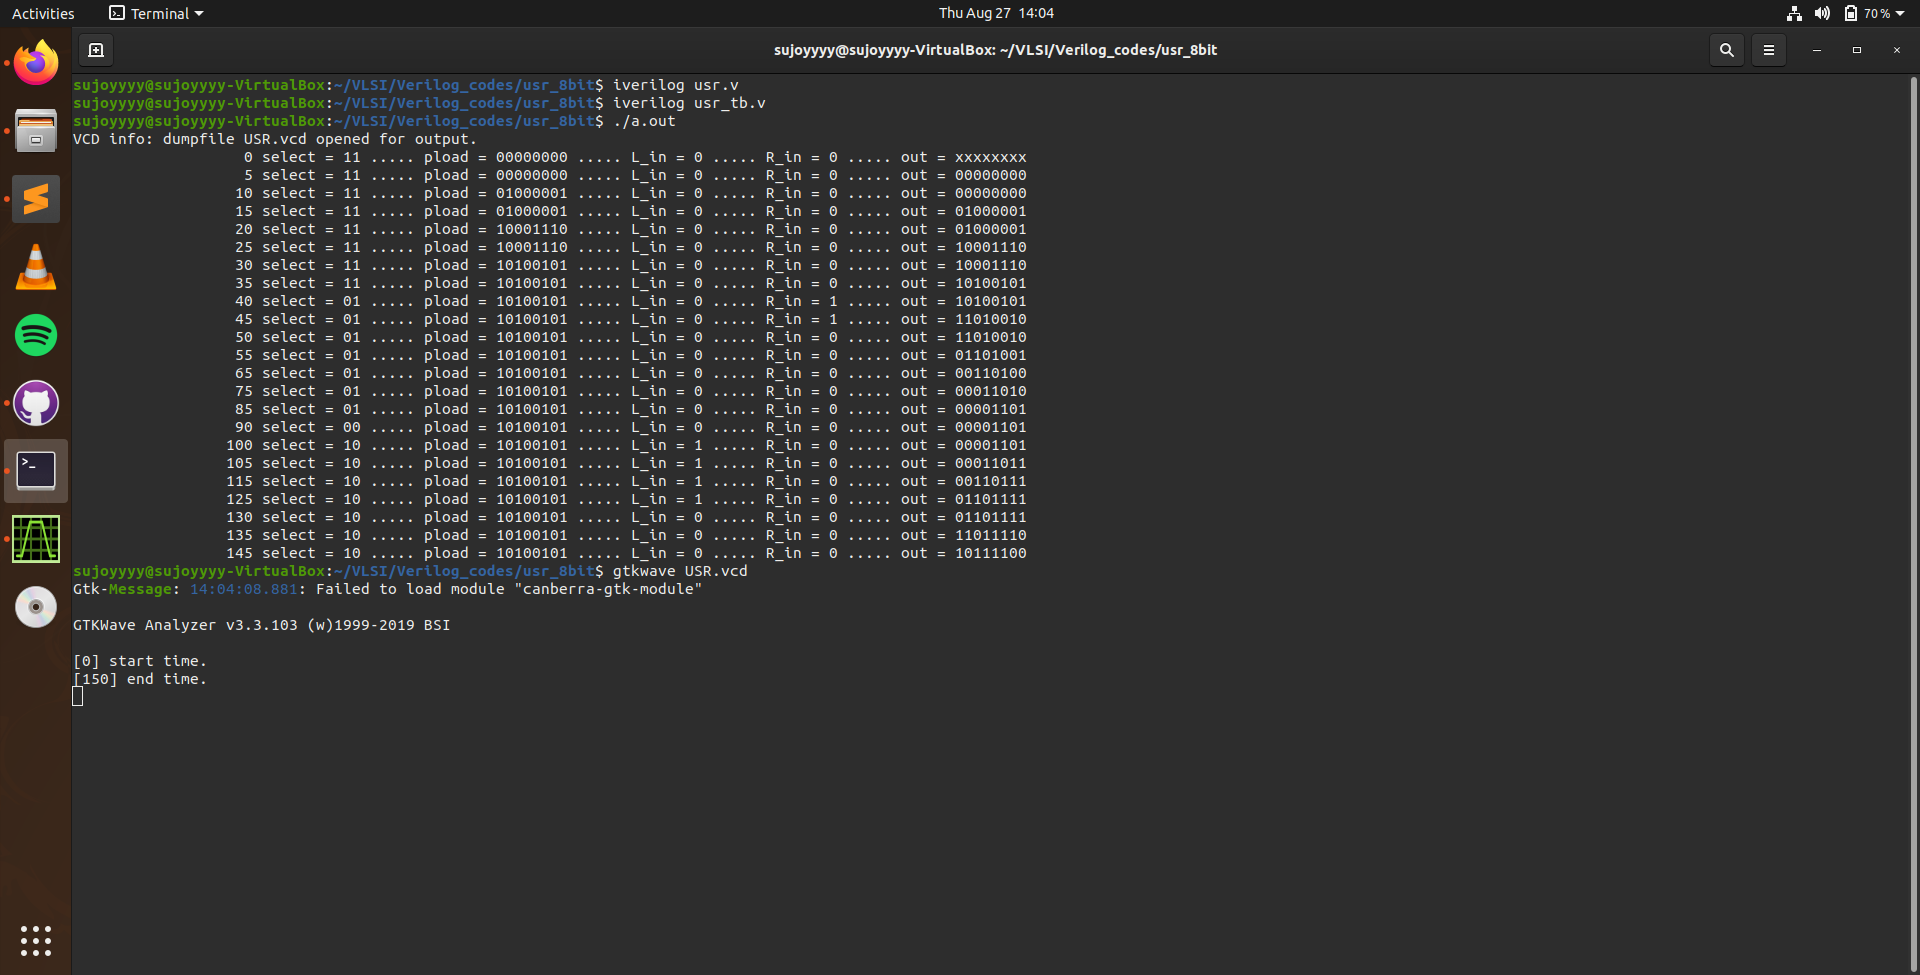 Activities
Terminal
Thu Aug 27 14:04
70 %
sujoyyyy@sujoyyyy-VirtualBox: ~/VLSI/Verilog_codes/usr_8bit
sujoyyyy@sujoyyyy-VirtualBox:~/VLSI/Verilog_codes/usr_8bit$ iverilog usr.v
sujoyyyy@sujoyyyy-VirtualBox:~/VLSI/Verilog_codes/usr_8bit$ iverilog usr_tb.v
sujoyyyy@sujoyyyy-VirtualBox:~/VLSI/Verilog_codes/usr_8bit$ ./a.out
VCD info: dumpfile USR.vcd opened for output.
0 select = 11 ..... pload = 00000000 ..... L_in = 0 ..... R_in = 0 ..... out = xxxxxxxx
5 select = 11 ..... pload = 00000000 ..... L_in = 0 ..... R_in = 0 ..... out = 00000000
10 select = 11 ..... pload = 01000001 ..... L_in = 0 ..... R_in = 0 ..... out = 00000000
15 select = 11 ..... pload = 01000001 ..... L_in = 0 ..... R_in = 0 ..... out = 01000001
20 select = 11 ..... pload = 10001110 ..... L_in = 0 ..... R_in = 0 ..... out = 01000001
25 select = 11 ..... pload = 10001110 ..... L_in = 0 ..... R_in = 0 ..... out = 10001110
30 select = 11 ..... pload = 10100101 ..... L_in = 0 ..... R_in = 0 ..... out = 10001110
35 select = 11 ..... pload = 10100101 ..... L_in = 0 ..... R_in = 0 ..... out = 10100101
40 select = 01 ..... pload = 10100101 ..... L_in = 0 ..... R_in = 1 ..... out = 10100101
45 select = 01 ..... pload = 10100101 ..... L_in = 0 ..... R_in = 1 ..... out = 11010010
50 select = 01 ..... pload = 10100101 ..... L_in = 0 ..... R_in = 0 ..... out = 11010010
55 select = 01 ..... pload = 10100101 ..... L_in = 0 ..... R_in = 0 ..... out = 01101001
65 select = 01 ..... pload = 10100101 ..... L_in = 0 ..... R_in = 0 ..... out = 00110100
75 select = 01 ..... pload = 10100101 ..... L_in = 0 ..... R_in = 0 ..... out = 00011010
85 select = 01 ..... pload = 10100101 ..... L_in = 0 ..... R_in = 0 ..... out = 00001101
90 select = 00 ..... pload = 10100101 ..... L_in = 0 ..... R_in = 0 ..... out = 00001101
100 select = 10 ..... pload = 10100101 ..... L_in = 1 ..... R_in = 0 ..... out = 00001101
105 select = 10 ..... pload = 10100101 ..... L_in = 1 ..... R_in = 0 ..... out = 00011011
115 select = 10 ..... pload = 10100101 ..... L_in = 1 ..... R_in = 0 ..... out = 00110111
125 select = 10 ..... pload = 10100101 ..... L_in = 1 ..... R_in = 0 ..... out = 01101111
130 select = 10 ..... pload = 10100101 ..... L_in = 0 ..... R_in = 0 ..... out = 01101111
135 select = 10 ..... pload = 10100101 ..... L_in = 0 ..... R_in = 0 ..... out = 11011110
145 select = 10 ..... pload = 10100101 ..... L_in = 0 ..... R_in = 0 ..... out = 10111100
sujoyyyy@sujoyyyy-VirtualBox:~/VLSI/Verilog_codes/usr_8bit$ gtkwave USR.vcd
Gtk-Message: 14:04:08.881: Failed to load module "canberra-gtk-module"
GTKWave Analyzer v3.3.103 (w)1999-2019 BSI
[0] start time.
[150] end time.